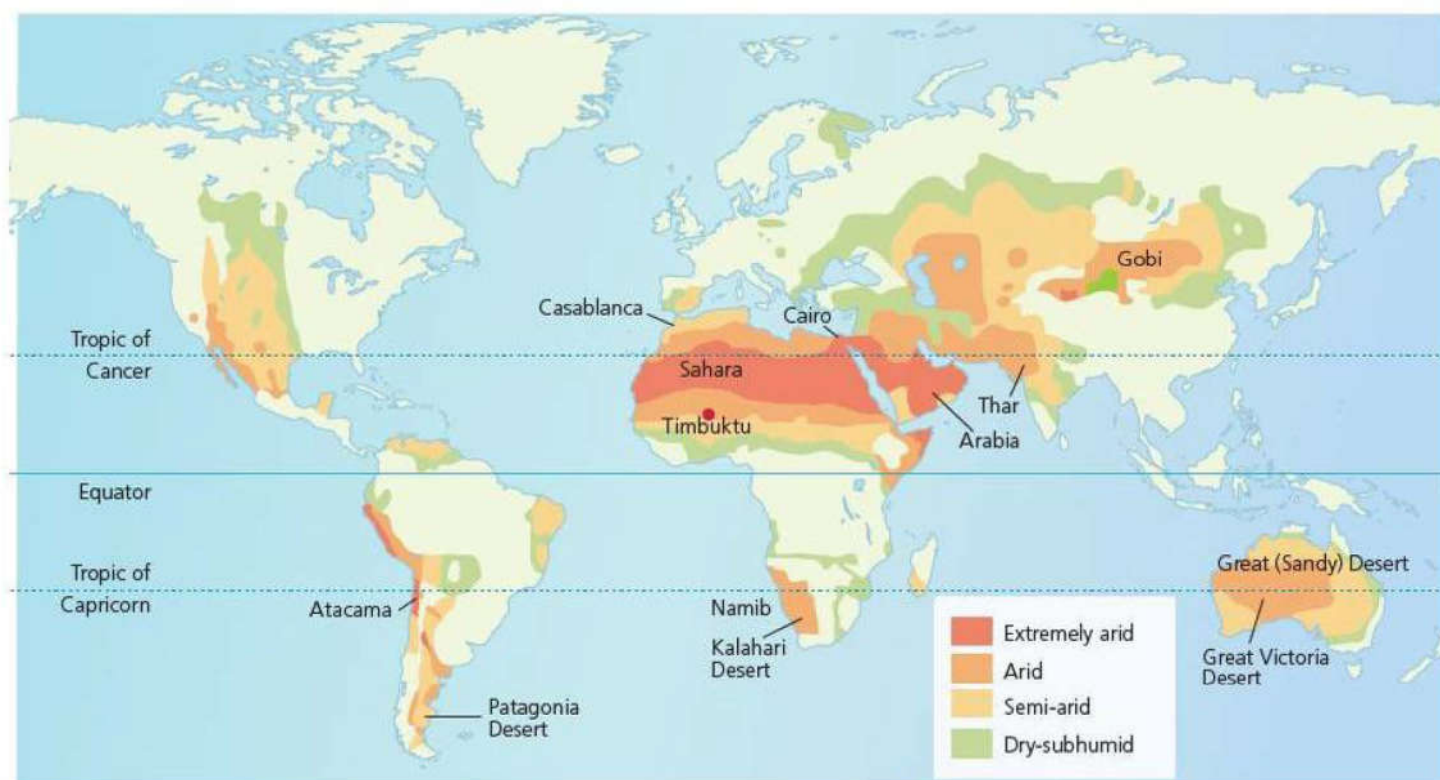 Gobi
Casablanca
Cairo
Tropic of
Cancer
Sahara
Thar
Timbuktu
Arabia
Equator
Tropic of
Capricorn
Great (Sandy) Desert
Atacama
Namib
Kalahari
Desert
Great Victoria
Desert
Patagonia
Desert
Extremely arid
Arid
Semi-arid
Dry-subhumid